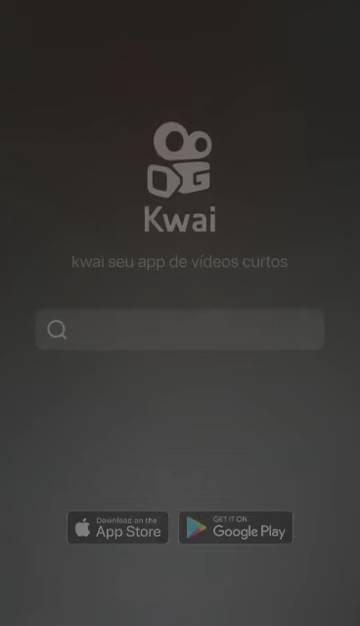 Kwai
kwai seu app de vídeos curtos
Download on the
App Store
GET IT ON
Google Play